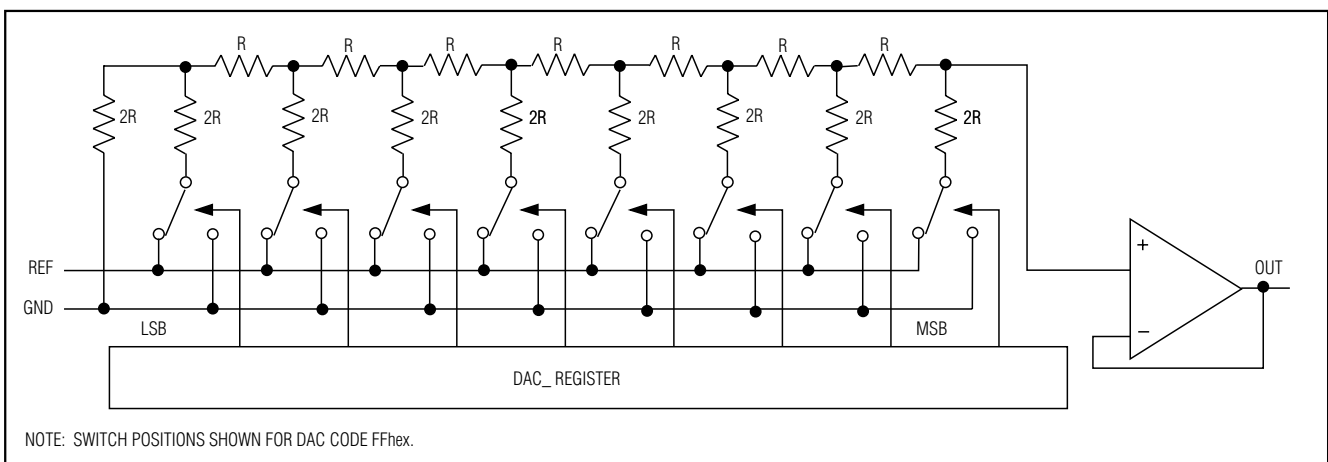 R R R R R R R
2R 2R 2R 2R 2R 2R 2R 2R 2R
+
REF
OUT
GND
LSB
MSB
−
DAC_ REGISTER
NOTE: SWITCH POSITIONS SHOWN FOR DAC CODE FFhex.